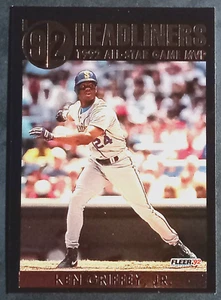 92 HEADLINERS
1992 ALL-STAR GAME MVP
24
KEN GRIFFEY, JR.
FLEER '92